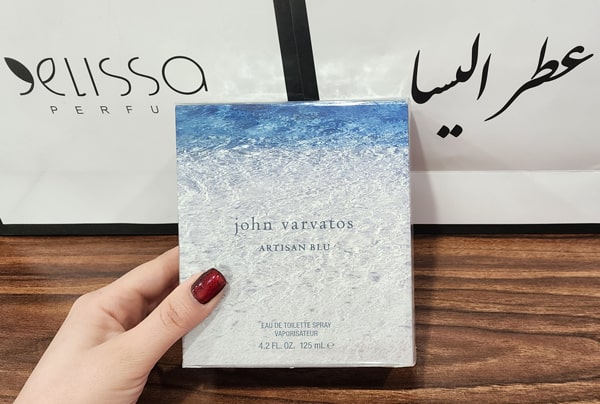 elissa
PERFU
عطر اليسا
john varvatos
ARTISAN BLU
EAU DE TOILETTE SPRAY
VAPORISATEUR
4.2 FL. OZ. 125 mL e